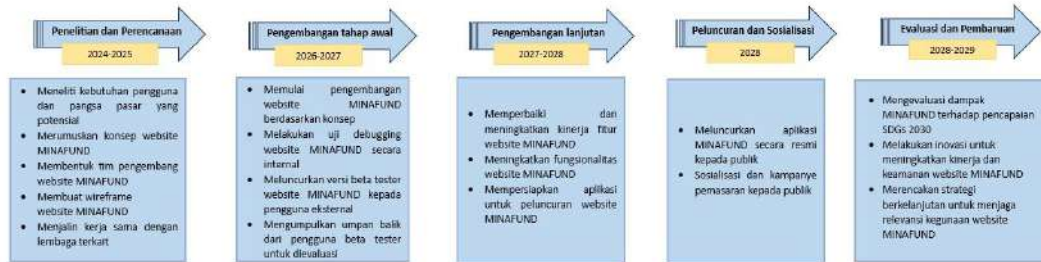 Penelitian dan Perencanaan
2024-2025
• Meneliti kebutuhan pengguna
dan pangsa pasar yang
potensial
• Merumuskan konsep website
MINAFUND
• Membentuk tim pengembang
website MINAFUND
• Membuat wireframe
website MINAFUND
• Menjalin kerja sama dengan
lembaga terkart
Pengembangan tahap awal
2026-2027
• Memulai pengembangan
website MINAFUND
berdasarkan konsep
• Melakukan uji debugging
website MINAFUND secara
internal
• Meluncurkan versi beta tester
website MINAFUND kepada
pengguna eksternal
• Mengumpulkan umpan balik
dari pengguna beta tester
untuk dievaluasi
Pengembangan lanjutan
2027-2028
• Memperbaiki dan
meningkatkan kinerja fitur
website MINAFUND
• Meningkatkan fungsionalitas
website MINAFUND
• Mempersiapkan aplikasi
untuk peluncuran website
MINAFUND
Peluncuran dan Sosialisasi
2028
• Meluncurkan aplikasi
MINAFUND secara resmi
kepada publik
• Sosialisasi dan kampanye
pemasaran kepada publik
Evaluasi dan Pembaruan
2028-2029
• Mengevaluasi dampak
MINAFUND terhadap pencapaian
SDGs 2030
• Melakukan inovasi untuk
meningkatkan kinerja dan
keamanan website MINAFUND
• Merencakan strategi
berkelanjutan untuk menjaga
relevansi kegunaan website
MINAFUND